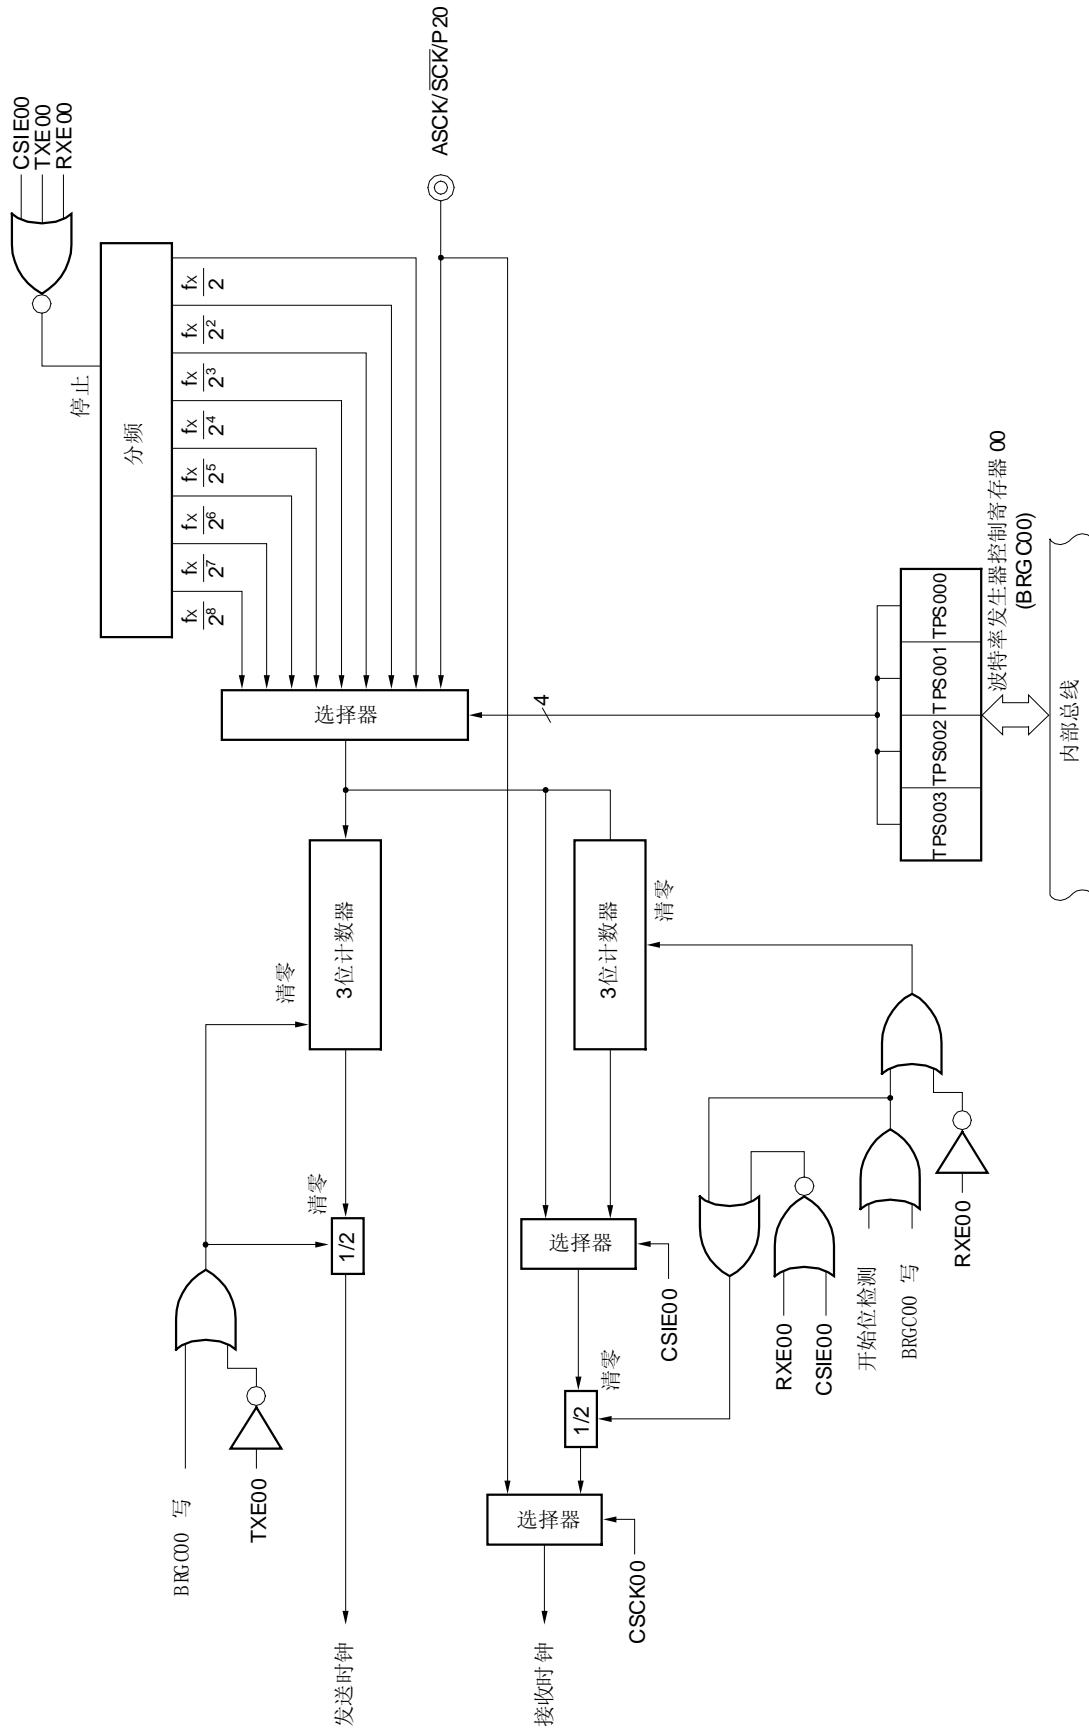 CSIE00
TXE00
RXE00
停止
分频
fx/2
fx/2²
fx/2³
fx/2⁴
fx/2⁵
fx/2⁶
fx/2⁷
fx/2⁸
ASCK/SCK/P20
选择器
4
TPS003
TPS002
TPS001
TPS000
波特率发生器控制寄存器 00
(BRGC00)
内部总线
清零
3位计数器
清零
1/2
BRGC00 写
TXE00
发送时钟
3位计数器
清零
选择器
CSIE00
清零
1/2
选择器
CSCK00
接收时钟
RXE00
CSIE00
开始位检测
BRGC00 写
RXE00